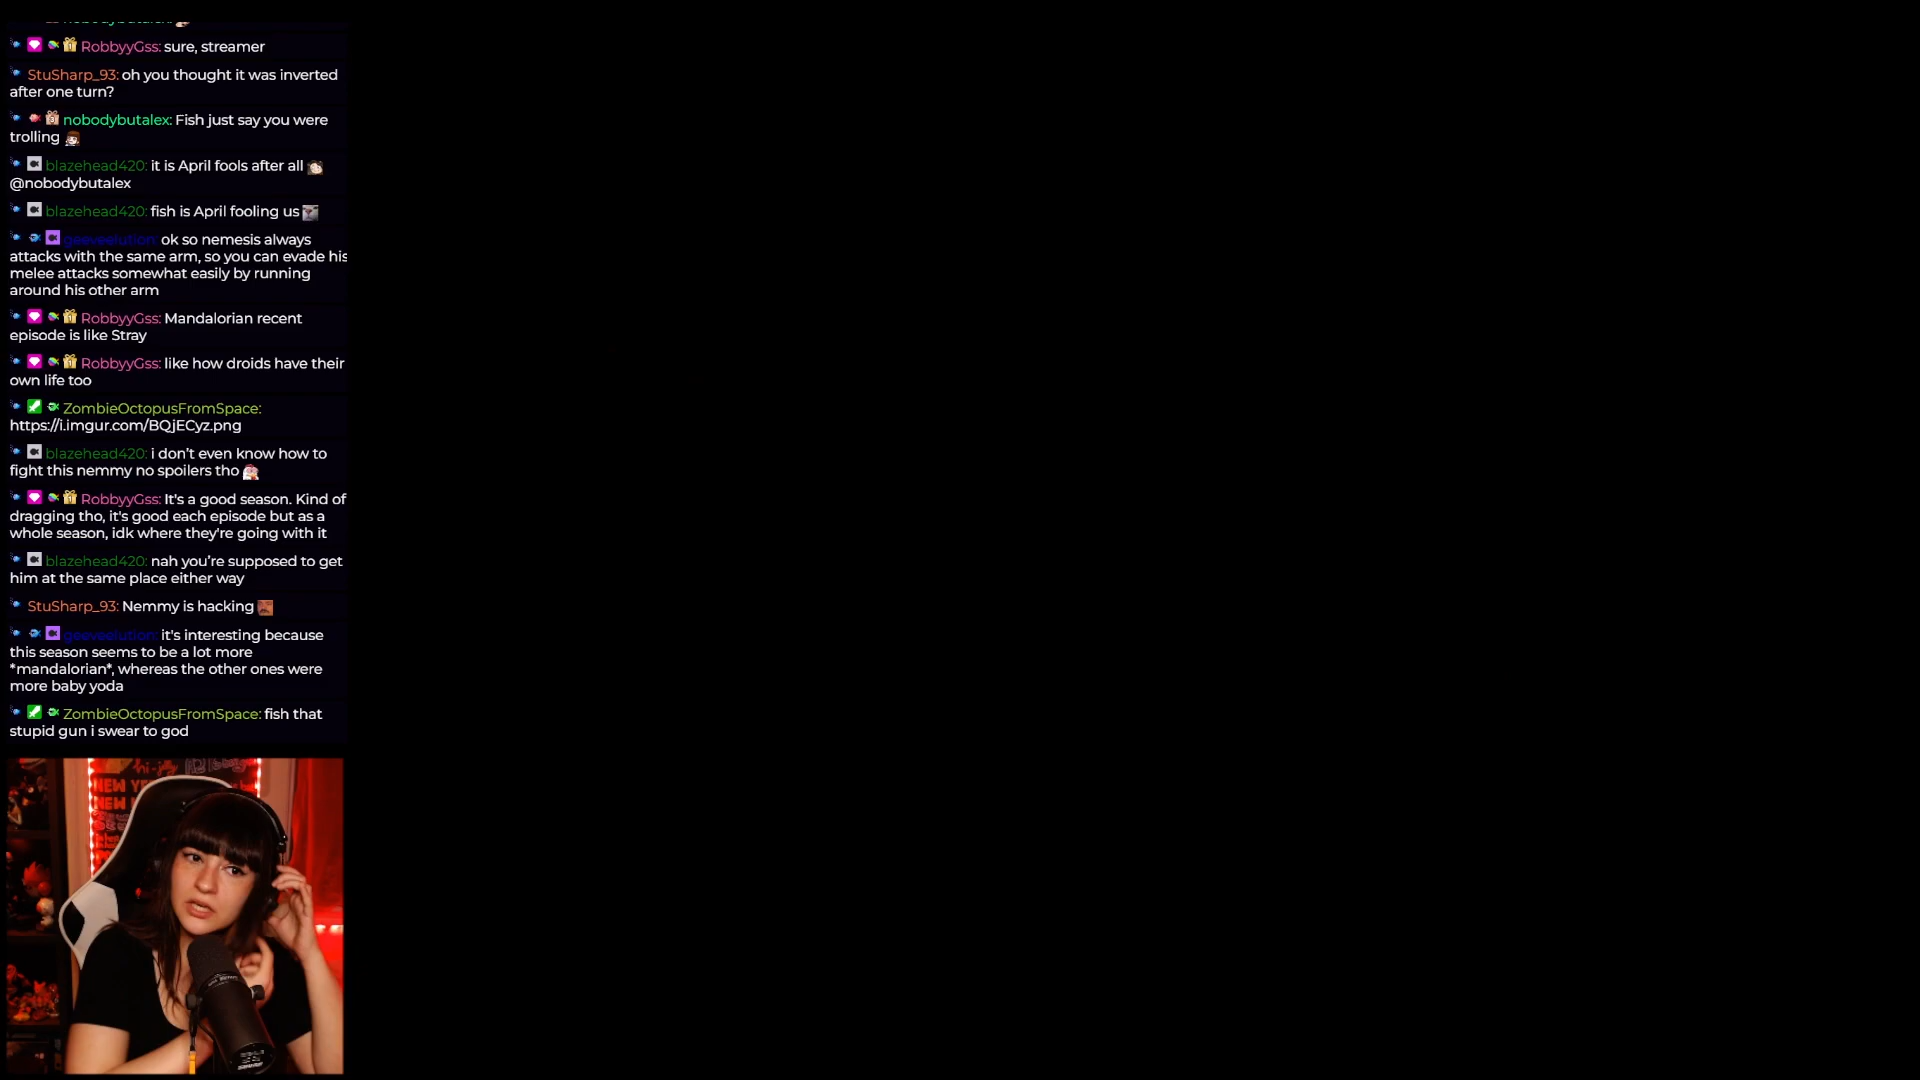 RobbyyGss: sure, streamer
StuSharp_93: oh you thought it was inverted
after one turn?
nobodybutalex: Fish just say you were
trolling
blazehead420: it is April fools after all
@nobodybutalex
blazehead420: fish is April fooling us
geeveelution: ok so nemesis always
attacks with the same arm, so you can evade his
melee attacks somewhat easily by running
around his other arm
RobbyyGss: Mandalorian recent
episode is like Stray
RobbyyGss: like how droids have their
own life too
ZombieOctopusFromSpace:
https://i.imgur.com/BQjECyz.png
blazehead420: i don't even know how to
fight this nemmy no spoilers tho
RobbyyGss: It's a good season. Kind of
dragging tho, it's good each episode but as a
whole season, idk where they're going with it
blazehead420: nah you're supposed to get
him at the same place either way
StuSharp_93: Nemmy is hacking
geeveelution: it's interesting because
this season seems to be a lot more
*mandalorian*, whereas the other ones were
more baby yoda
ZombieOctopusFromSpace: fish that
stupid gun i swear to god
hi-
NEW
NEW